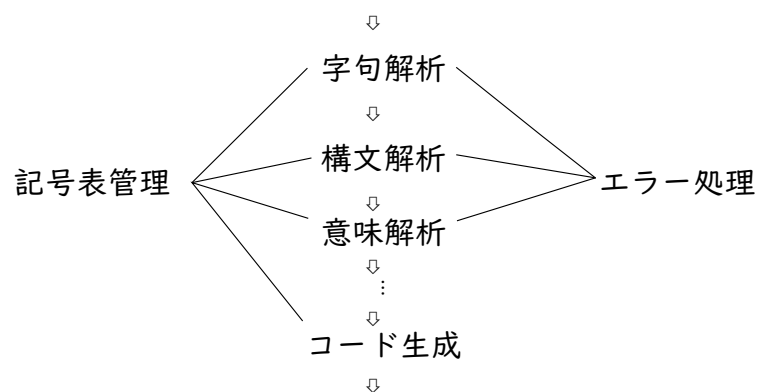 字句解析
構文解析
記号表管理
エラー処理
意味解析
⋮
コード生成